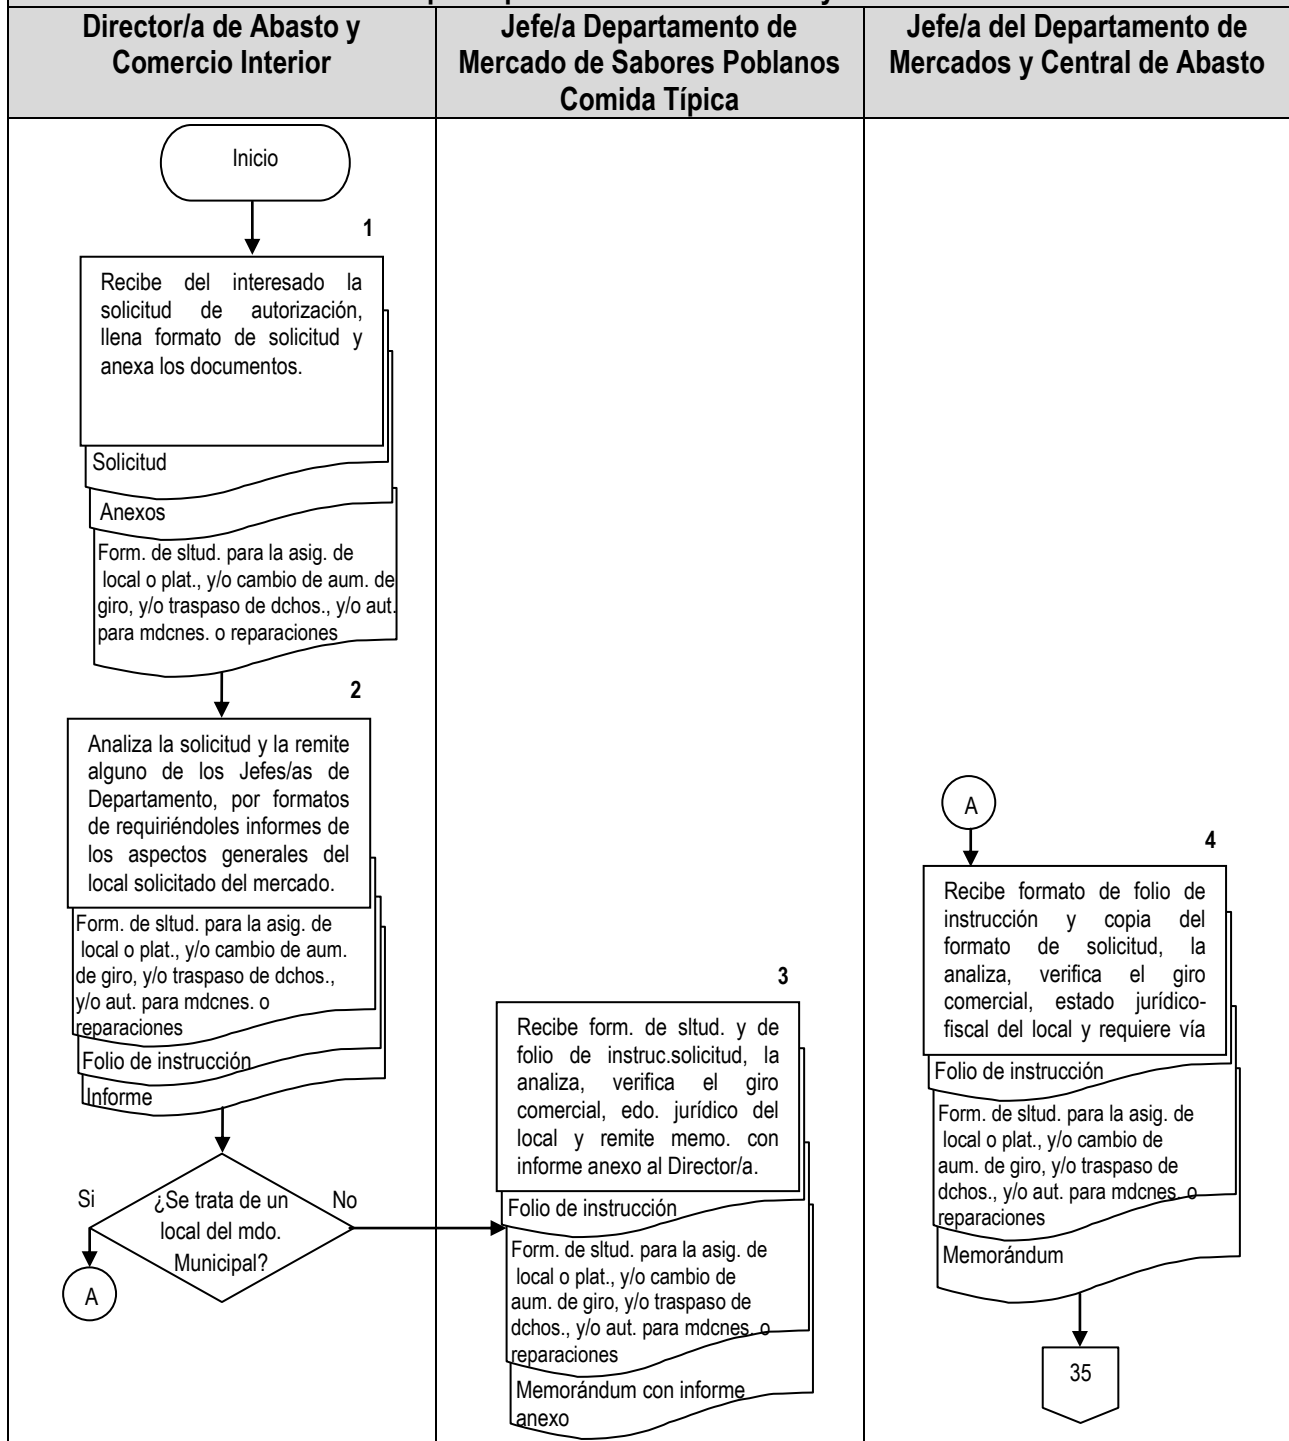 Director/a de Abasto y
Comercio Interior
Jefe/a Departamento de
Mercado de Sabores Poblanos
Comida Típica
Jefe/a del Departamento de
Mercados y Central de Abasto
Inicio
1
Recibe del interesado la
solicitud de autorización,
llena formato de solicitud y
anexa los documentos.
Solicitud
Anexos
Form. de sltud. para la asig. de
local o plat., y/o cambio de aum. de
giro, y/o traspaso de dchos., y/o aut.
para mdcnes. o reparaciones
2
Analiza la solicitud y la remite
alguno de los Jefes/as de
Departamento, por formatos
de requiriéndoles informes de
los aspectos generales del
local solicitado del mercado.
Form. de sltud. para la asig. de
local o plat., y/o cambio de aum.
de giro, y/o traspaso de dchos.,
y/o aut. para mdcnes. o
reparaciones
Folio de instrucción
Informe
Si
¿Se trata de un
local del mdo.
Municipal?
No
A
3
Recibe form. de sltud. y de
folio de instruc.solicitud, la
analiza, verifica el giro
comercial, edo. jurídico del
local y remite memo. con
informe anexo al Director/a.
Folio de instrucción
Form. de sltud. para la asig. de
local o plat., y/o cambio de
aum. de giro, y/o traspaso de
dchos., y/o aut. para mdcnes. o
reparaciones
Memorándum con informe
anexo
A
4
Recibe formato de folio de
instrucción y copia del
formato de solicitud, la
analiza, verifica el giro
comercial, estado jurídico-
fiscal del local y requiere vía
Folio de instrucción
Form. de sltud. para la asig. de
local o plat., y/o cambio de
aum. de giro, y/o traspaso de
dchos., y/o aut. para mdcnes. o
reparaciones
Memorándum
35